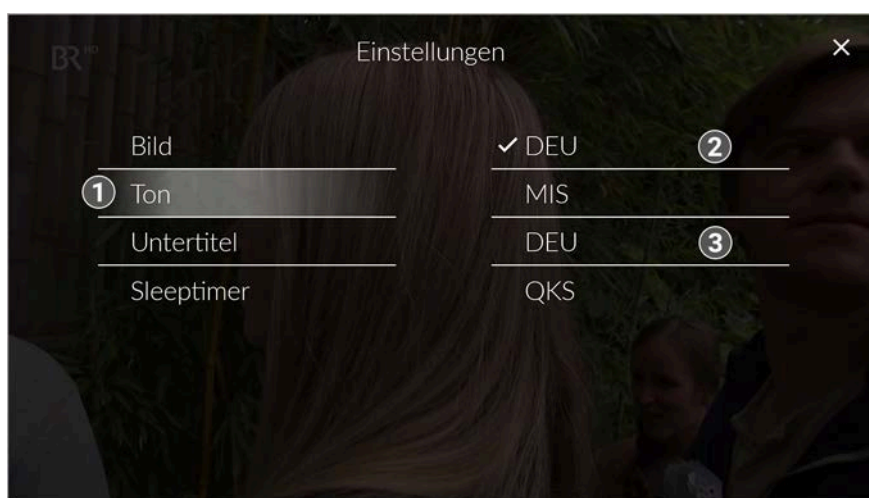 BR HD
Einstellungen
×
Bild
1 Ton
Untertitel
Sleeptimer
✓ DEU 2
MIS
DEU 3
QKS